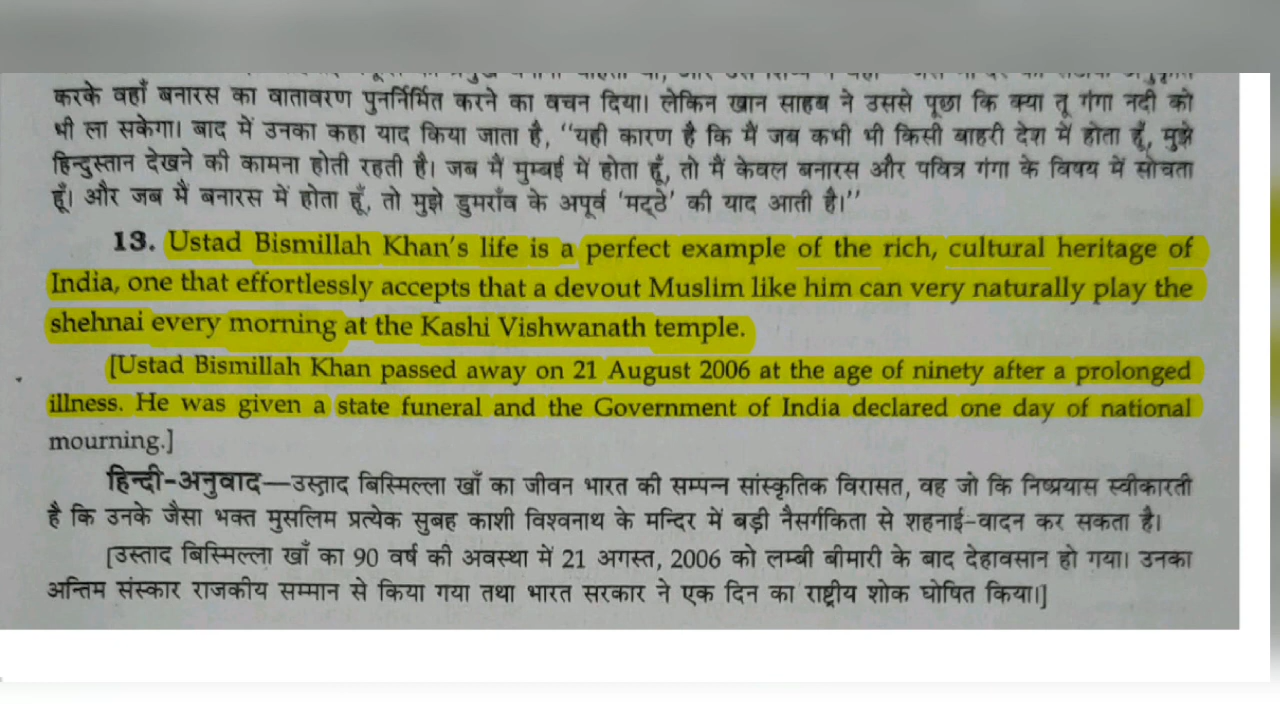 करके वहाँ बनारस का वातावरण पुनर्निर्मित करने का वचन दिया। लेकिन खान साहब ने उससे पूछा कि क्या तू गंगा नदी को
भी ला सकेगा। बाद में उनका कहा याद किया जाता है, “यही कारण है कि मैं जब कभी भी किसी बाहरी देश में होता हूँ, मुझे
हिन्दुस्तान देखने की कामना होती रहती है। जब मैं मुम्बई में होता हूँ, तो मैं केवल बनारस और पवित्र गंगा के विषय में सोचता
हूँ। और जब मैं बनारस में होता हूँ, तो मुझे डुमराँव के अपूर्व ‘मट्ठे’ की याद आती है।”
13. Ustad Bismillah Khan’s life is a perfect example of the rich, cultural heritage of
India, one that effortlessly accepts that a devout Muslim like him can very naturally play the
shehnai every morning at the Kashi Vishwanath temple.
[Ustad Bismillah Khan passed away on 21 August 2006 at the age of ninety after a prolonged
illness. He was given a state funeral and the Government of India declared one day of national
mourning.]
हिन्दी-अनुवाद—उस्ताद बिस्मिल्ला खाँ का जीवन भारत की सम्पन्न सांस्कृतिक विरासत, वह जो कि निष्प्रयास स्वीकारती
है कि उनके जैसा भक्त मुसलिम प्रत्येक सुबह काशी विश्वनाथ के मन्दिर में बड़ी नैसर्गिकता से शहनाई-वादन कर सकता है।
[उस्ताद बिस्मिल्ला खाँ का 90 वर्ष की अवस्था में 21 अगस्त, 2006 को लम्बी बीमारी के बाद देहावसान हो गया। उनका
अन्तिम संस्कार राजकीय सम्मान से किया गया तथा भारत सरकार ने एक दिन का राष्ट्रीय शोक घोषित किया।]